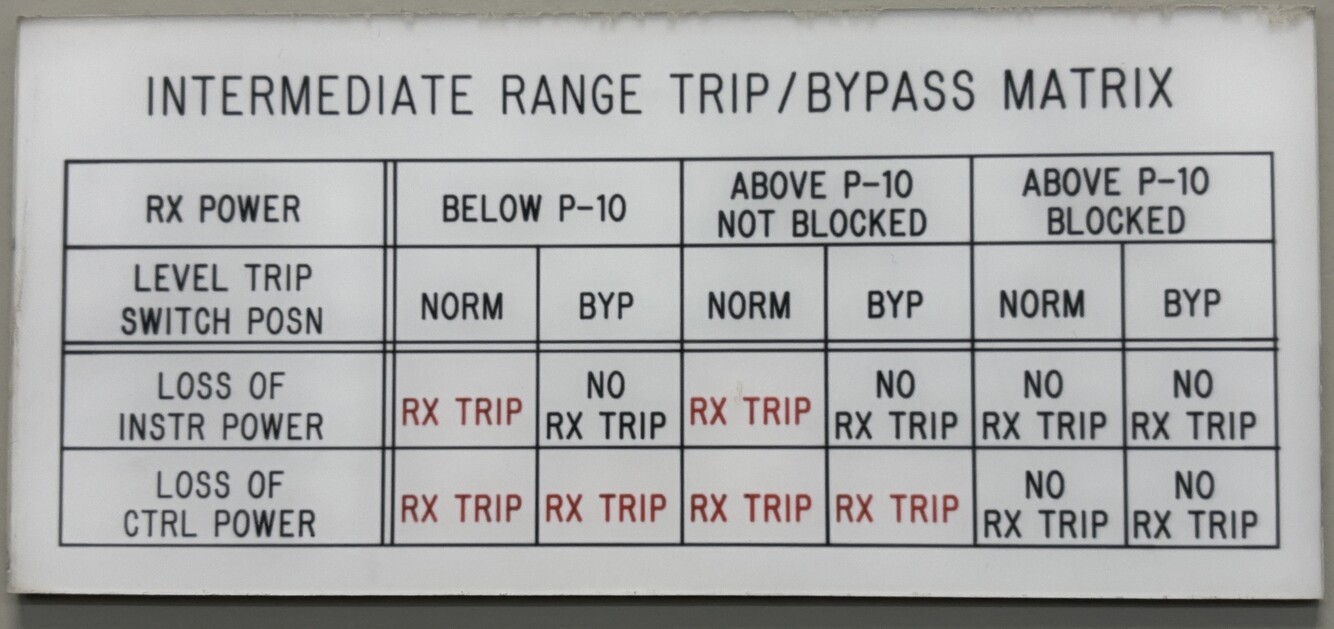 INTERMEDIATE RANGE TRIP/BYPASS MATRIX
RX POWER
BELOW P-10
ABOVE P-10
NOT BLOCKED
ABOVE P-10
BLOCKED
LEVEL TRIP
SWITCH POSN
NORM
BYP
NORM
BYP
NORM
BYP
LOSS OF
INSTR POWER
RX TRIP
NO
RX TRIP
RX TRIP
NO
RX TRIP
NO
RX TRIP
NO
RX TRIP
LOSS OF
CTRL POWER
RX TRIP
RX TRIP
RX TRIP
RX TRIP
NO
RX TRIP
NO
RX TRIP